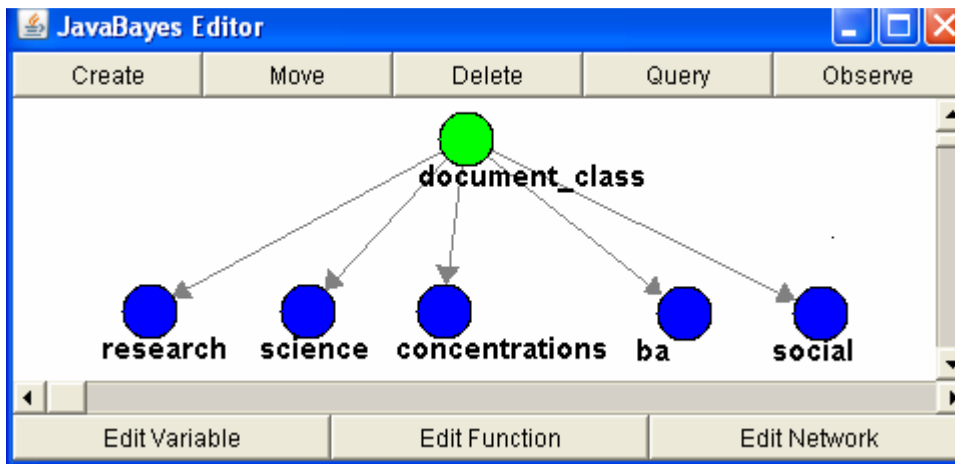 JavaBayes Editor
Create Move Delete Query Observe
document_class
research science concentrations ba social
Edit Variable Edit Function Edit Network